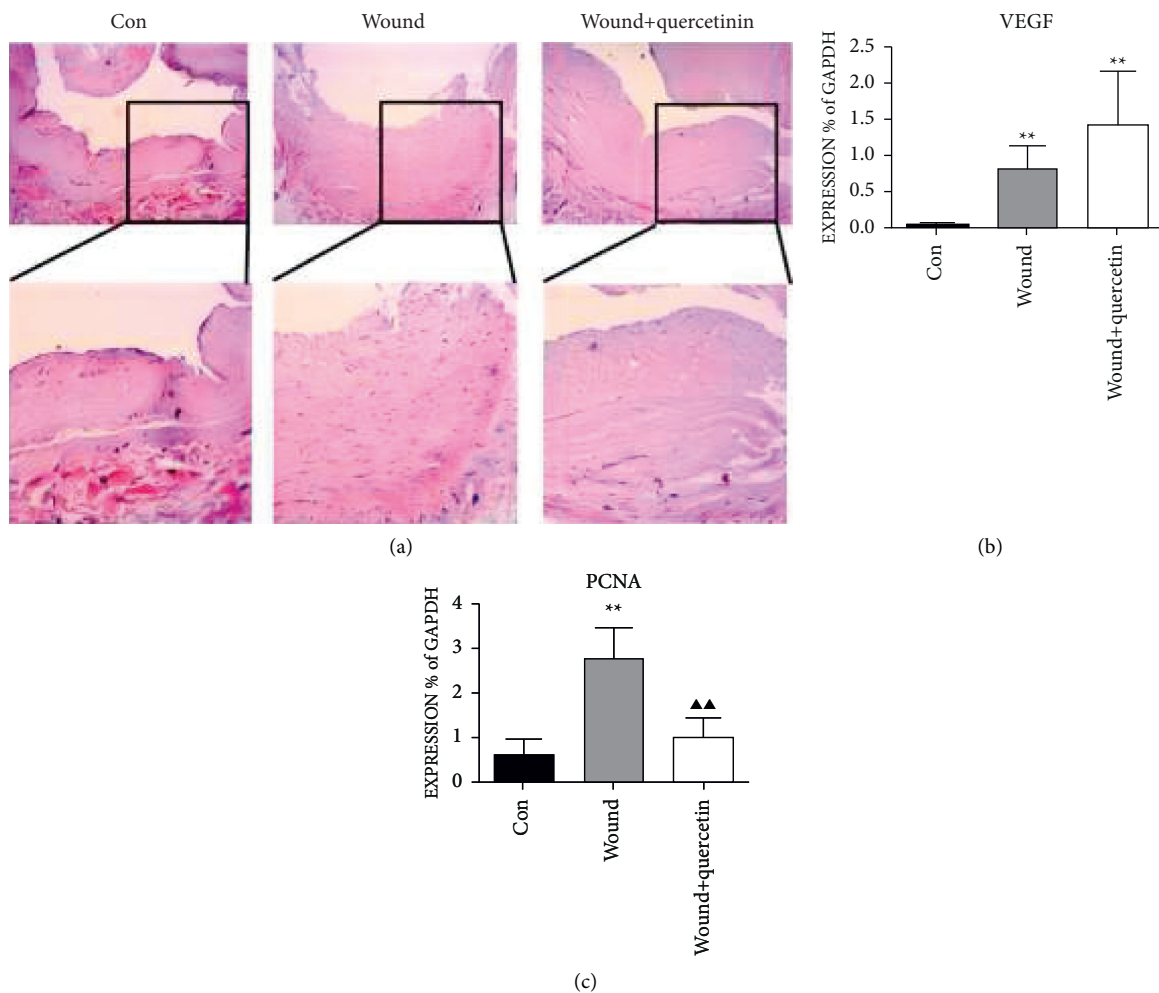 Con
Wound
Wound+quercetinin
(a)
VEGF
EXPRESSION % of GAPDH
2.5
2.0
1.5
1.0
0.5
0.0
**
**
Con
Wound
Wound+quercetin
(b)
PCNA
EXPRESSION % of GAPDH
4
3
2
1
0
**
▲▲
Con
Wound
Wound+quercetin
(c)